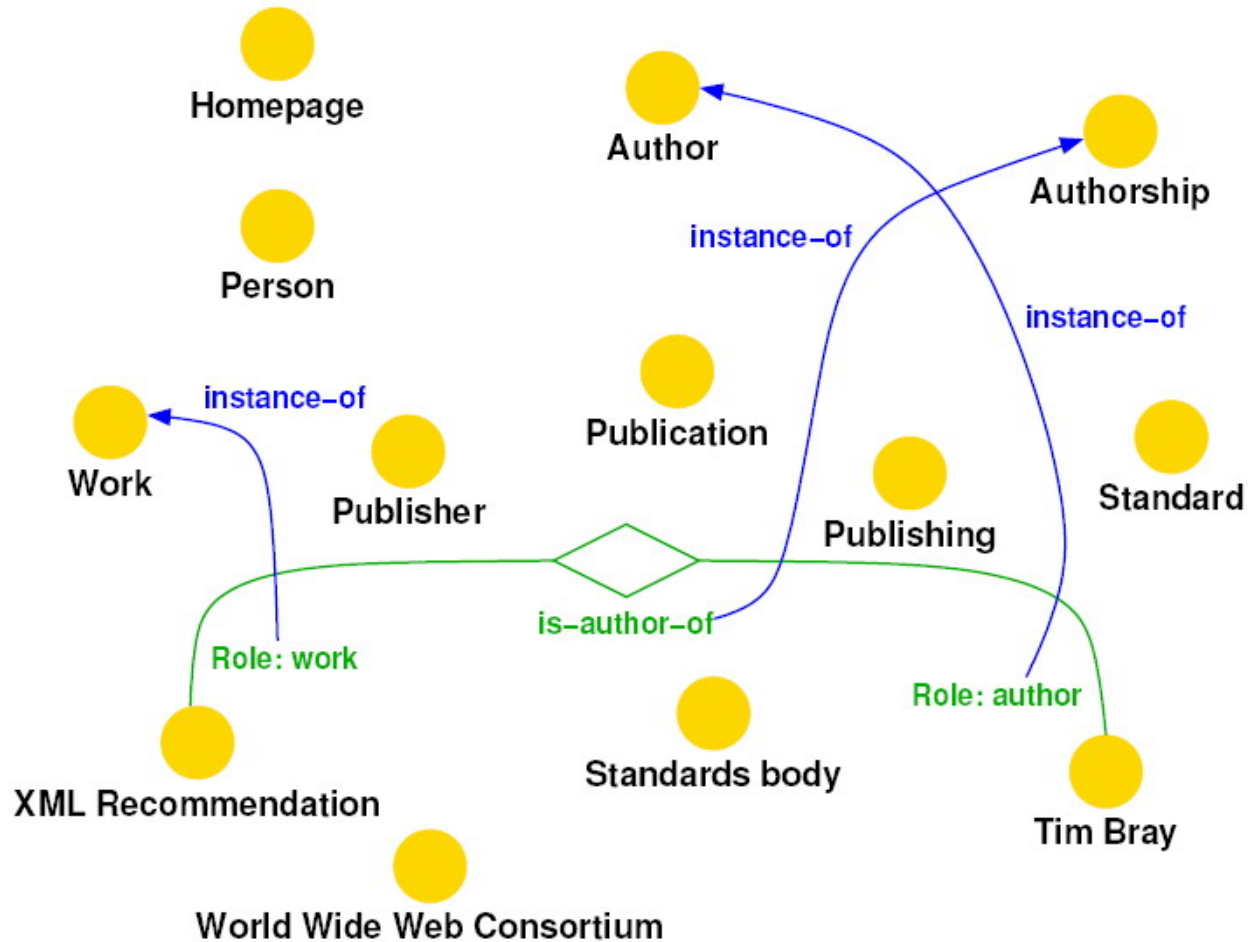 Homepage
Author
Authorship
instance–of
Person
instance–of
instance–of
Work
Publication
Publisher
Standard
Publishing
is–author–of
Role: work
Role: author
Standards body
XML Recommendation
Tim Bray
World Wide Web Consortium